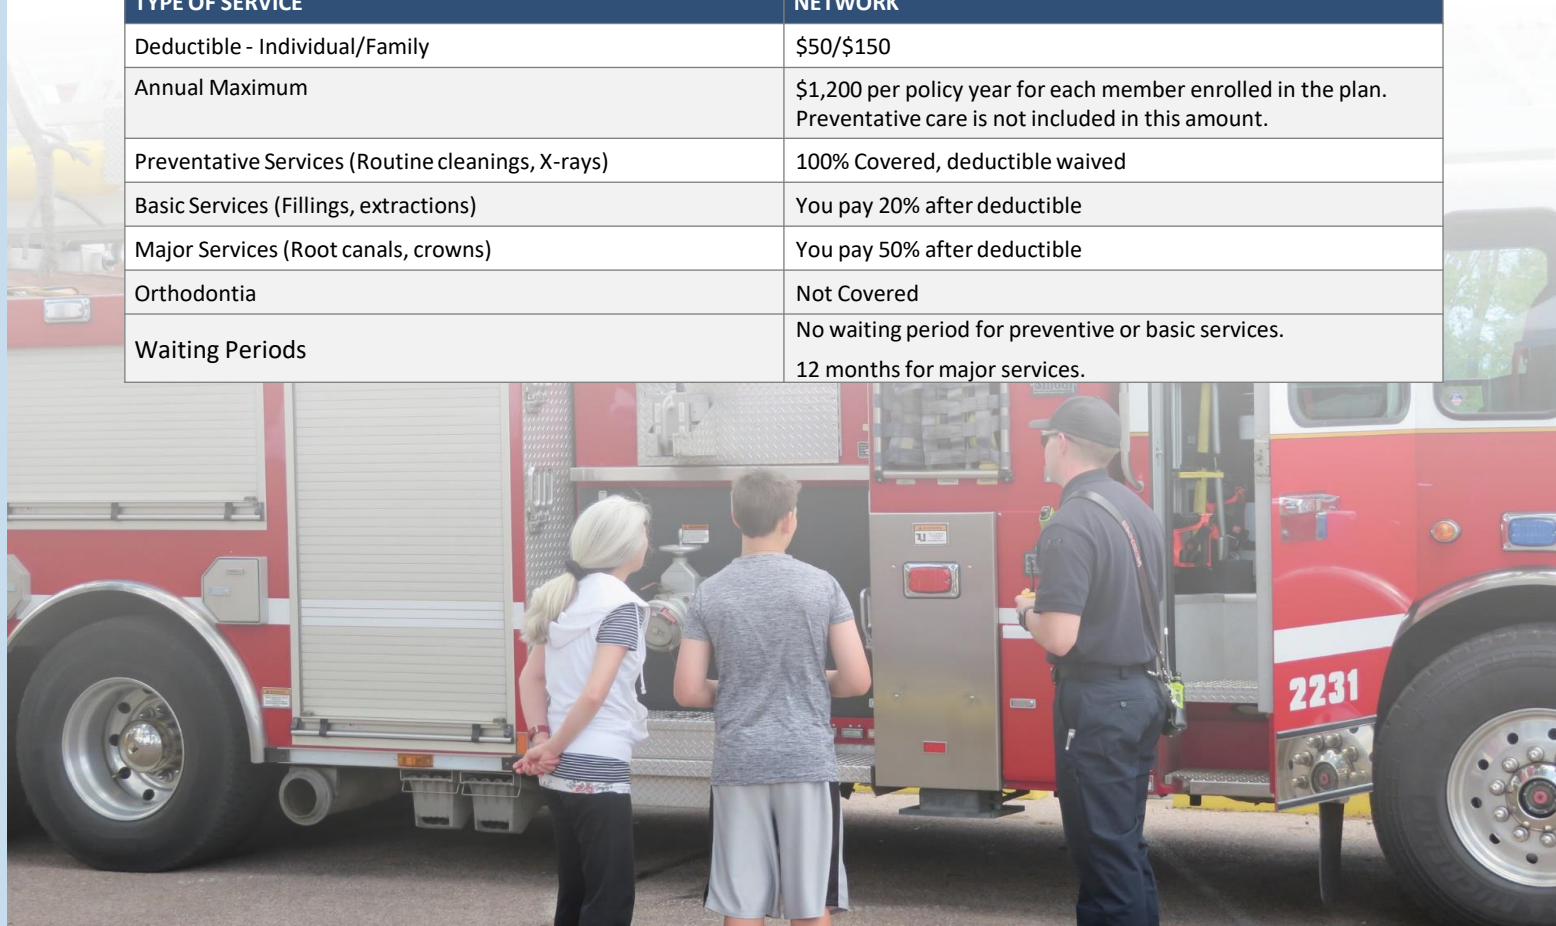 TYPE OF SERVICE NETWORK
Deductible - Individual/Family $50/$150
Annual Maximum $1,200 per policy year for each member enrolled in the plan.
Preventative care is not included in this amount.
Preventative Services (Routine cleanings, X-rays) 100% Covered, deductible waived
Basic Services (Fillings, extractions) You pay 20% after deductible
Major Services (Root canals, crowns) You pay 50% after deductible
Orthodontia Not Covered
Waiting Periods No waiting period for preventive or basic services.
12 months for major services.
2231